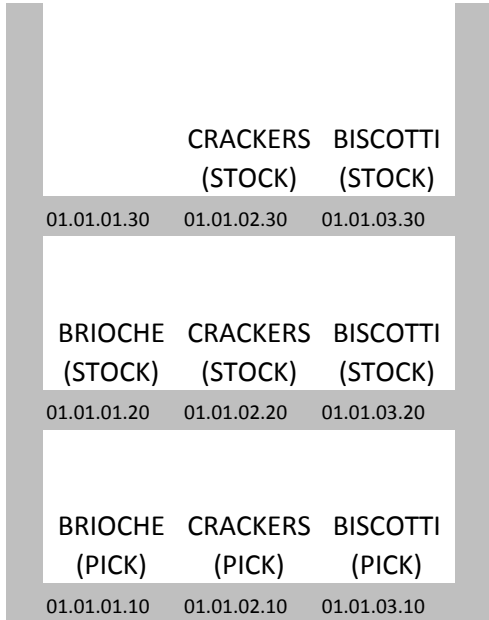 CRACKERS BISCOTTI
(STOCK) (STOCK)
01.01.01.30 01.01.02.30 01.01.03.30
BRIOCHE CRACKERS BISCOTTI
(STOCK) (STOCK) (STOCK)
01.01.01.20 01.01.02.20 01.01.03.20
BRIOCHE CRACKERS BISCOTTI
(PICK) (PICK) (PICK)
01.01.01.10 01.01.02.10 01.01.03.10